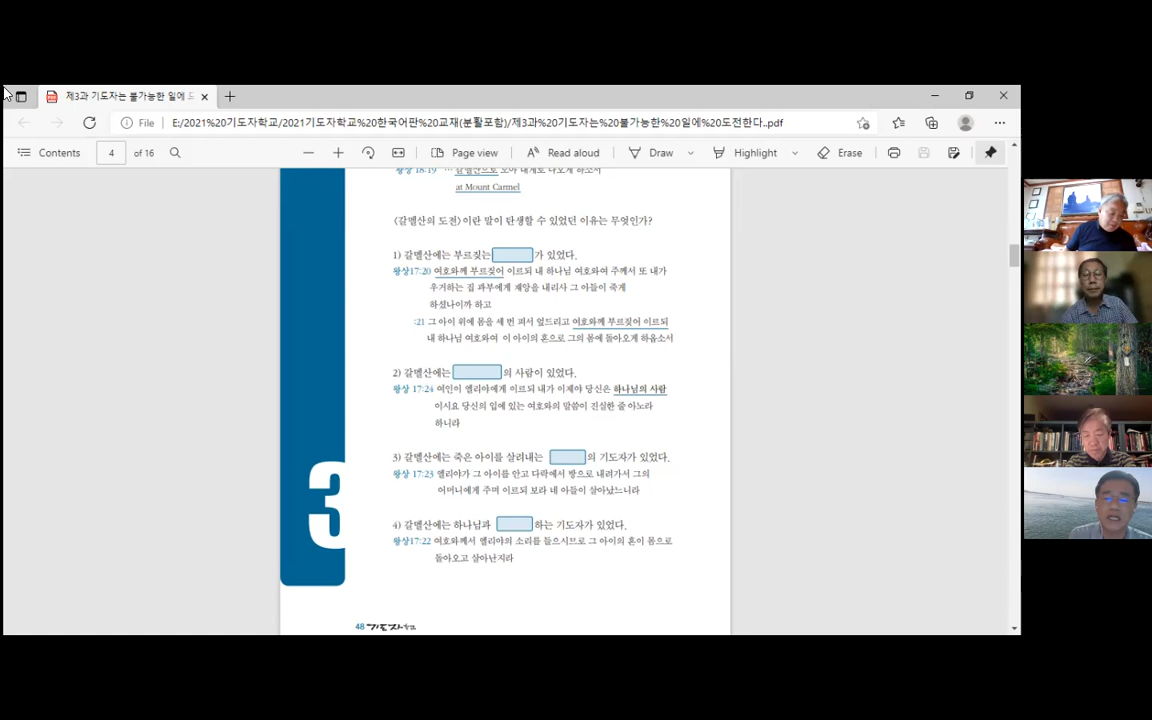 제3과 기도자는 불가능한 일에 도
File
E:/2021%20기도자학교/2021기도자학교%20한국어판%20교재(분활포함)/제3과%20기도자는%20불가능한일에%20도전한다..pdf
Contents 4 of 16 Page view Read aloud Draw Highlight Erase
왕상 18:19 … 갈멜산으로 모아 내게로 나오게 하소서
at Mount Carmel
<갈멜산의 도전>이란 말이 탄생할 수 있었던 이유는 무엇인가?
1) 갈멜산에는 부르짖는 가 있었다.
왕상17:20 여호와께 부르짖어 이르되 내 하나님 여호와여 주께서 또 내가
우거하는 집 과부에게 재앙을 내리사 그 아들이 죽게
하셨나이까 하고
:21 그 아이 위에 몸을 세 번 펴서 엎드리고 여호와께 부르짖어 이르되
내 하나님 여호와여 이 아이의 혼으로 그의 몸에 돌아오게 하옵소서
2) 갈멜산에는 의 사람이 있었다.
왕상 17:24 여인이 엘리야에게 이르되 내가 이제야 당신은 하나님의 사람
이시요 당신의 입에 있는 여호와의 말씀이 진실한 줄 아노라
하니라
3) 갈멜산에는 죽은 아이를 살려내는 의 기도자가 있었다.
왕상 17:23 엘리야가 그 아이를 안고 다락에서 방으로 내려가서 그의
어머니에게 주며 이르되 보라 네 아들이 살아났느니라
4) 갈멜산에는 하나님과 하는 기도자가 있었다.
왕상17:22 여호와께서 엘리야의 소리를 들으시므로 그 아이의 혼이 몸으로
돌아오고 살아난지라
3
48 기도자학교